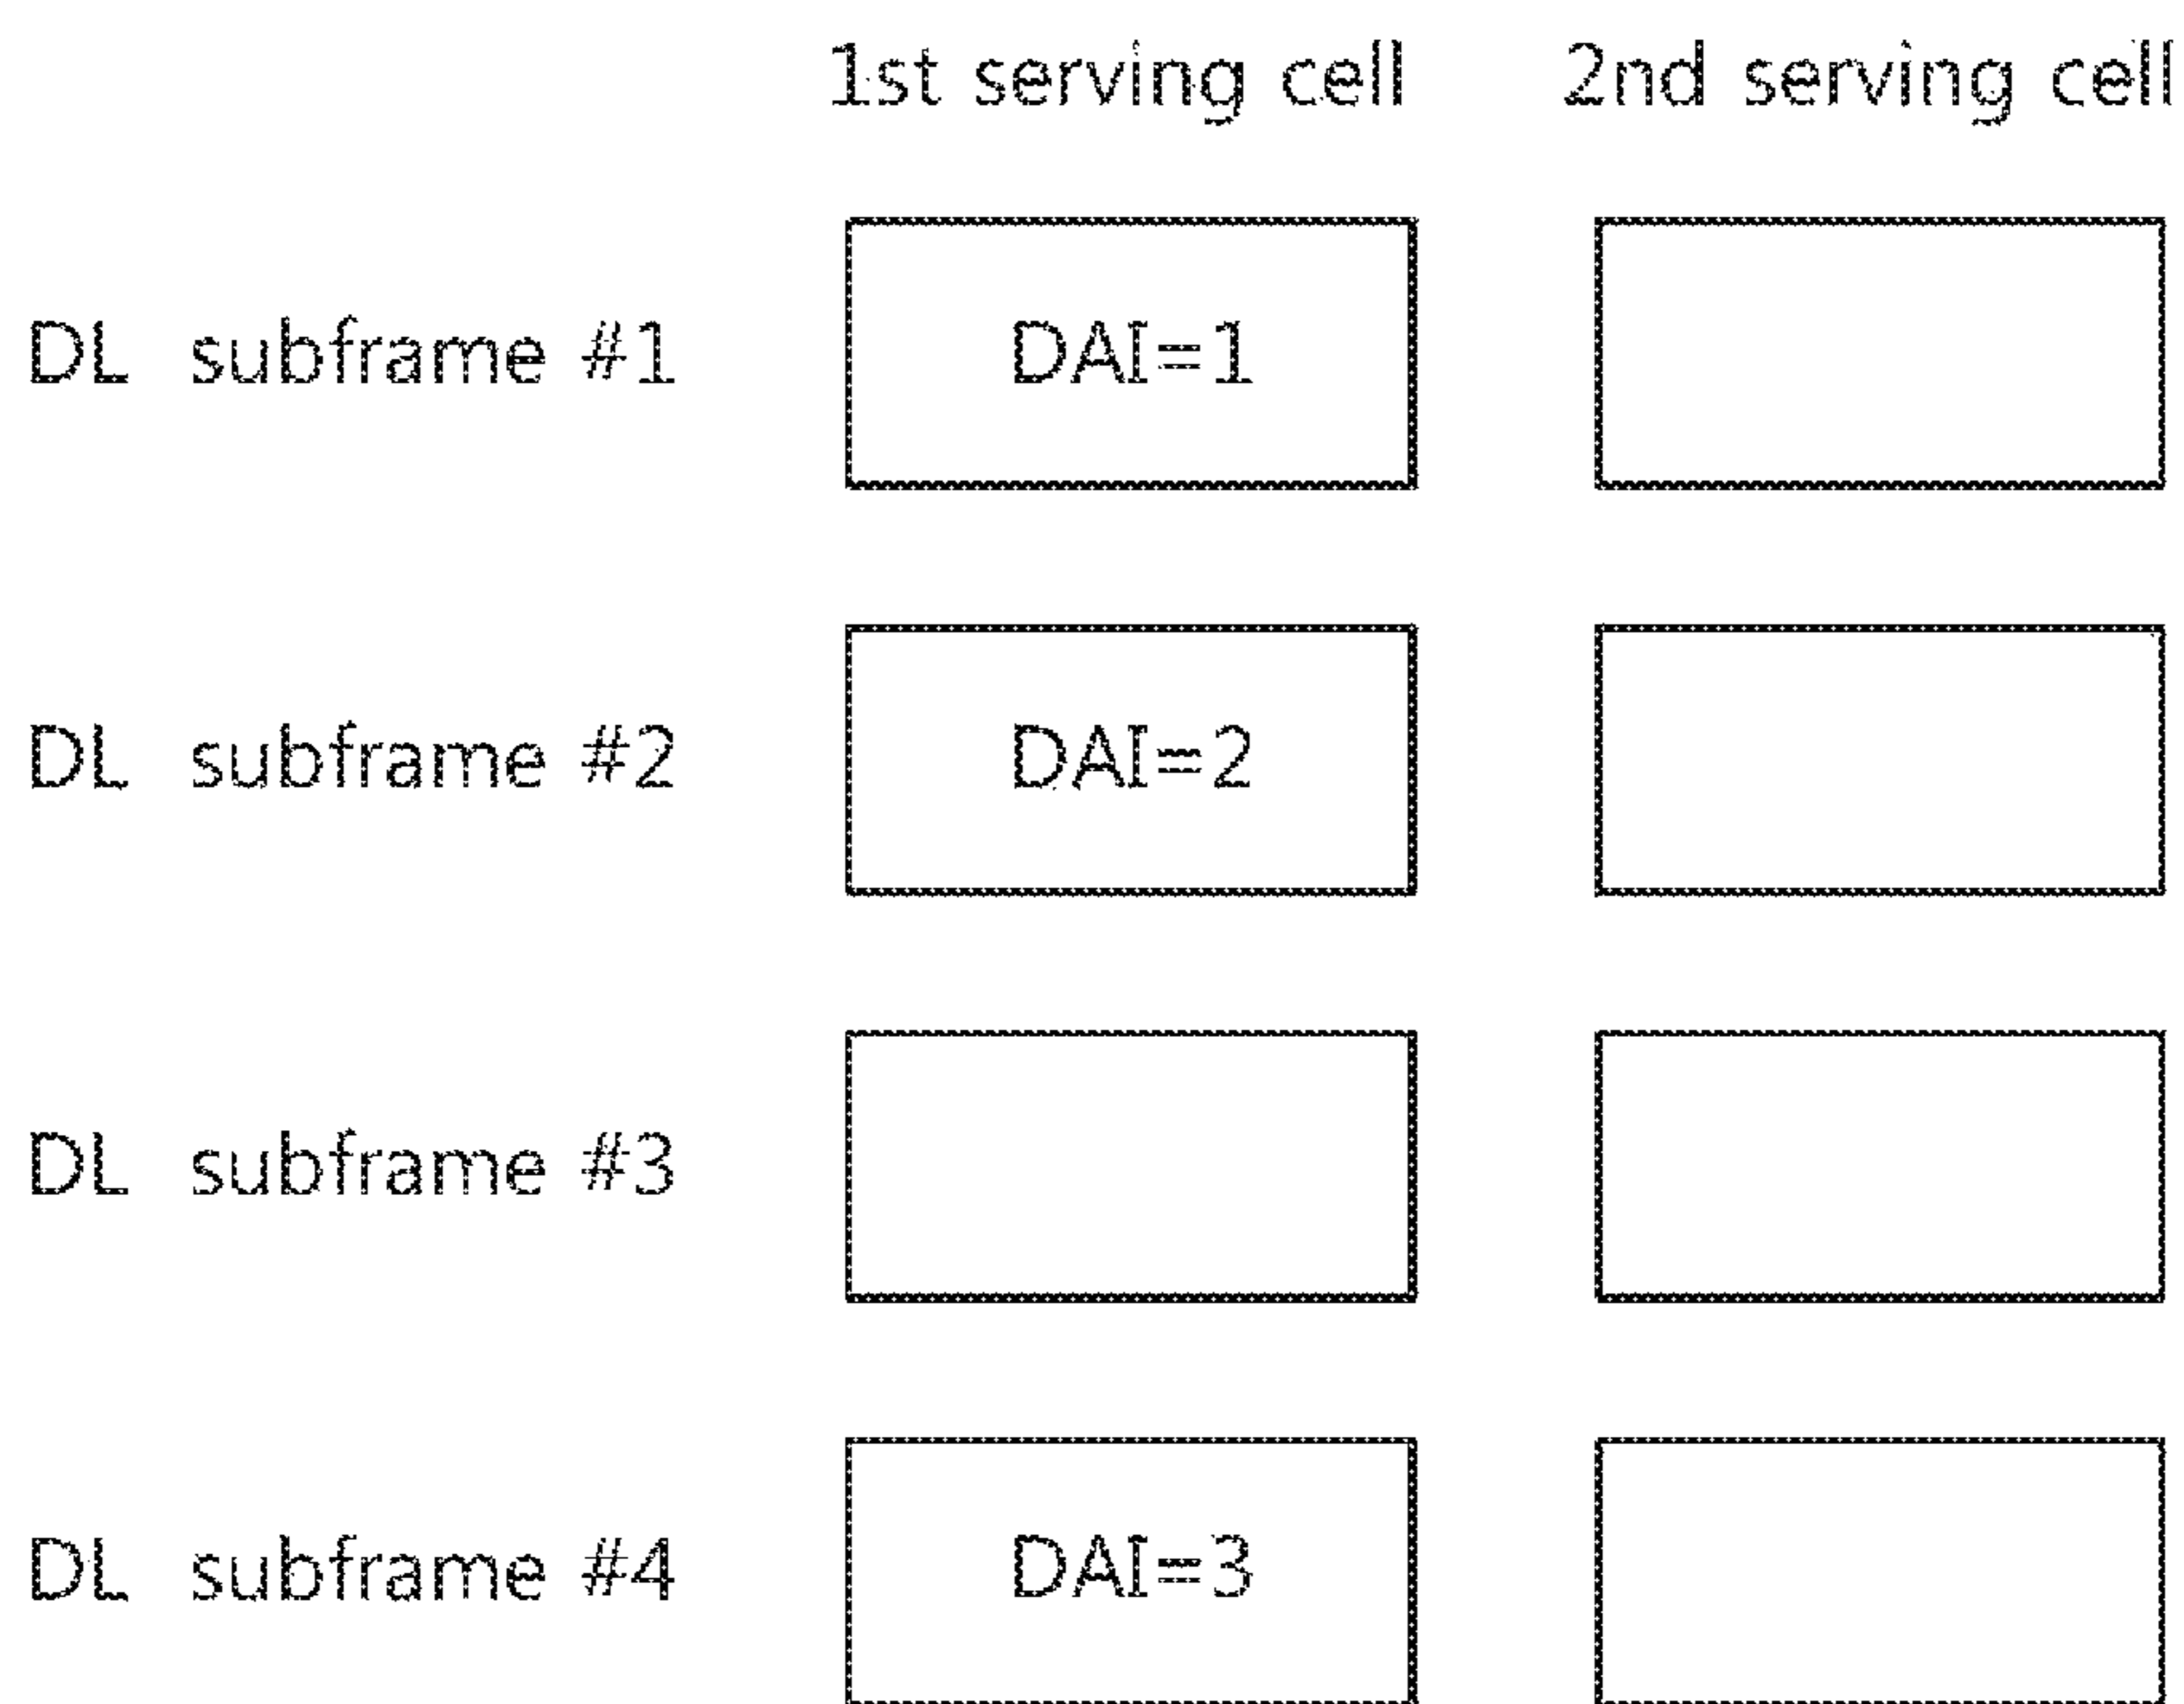 1st serving cell 2nd serving cell
DL subframe #1 DAI=1
DL subframe #2 DAI=2
DL subframe #3
DL subframe #4 DAI=3